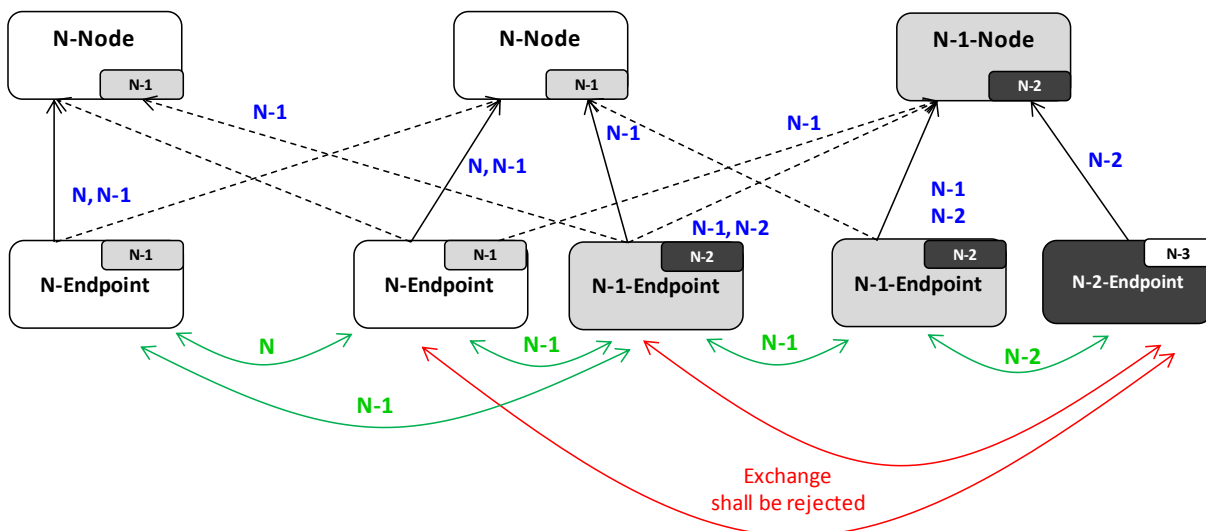 N-Node
N-1
N-Node
N-1
N-1-Node
N-2
N-1
N-1
N-1
N-2
N, N-1
N, N-1
N-1
N-2
N-1, N-2
N-Endpoint
N-1
N-Endpoint
N-1
N-1-Endpoint
N-2
N-1-Endpoint
N-2
N-2-Endpoint
N-3
N
N-1
N-1
N-2
N-1
Exchange
shall be rejected